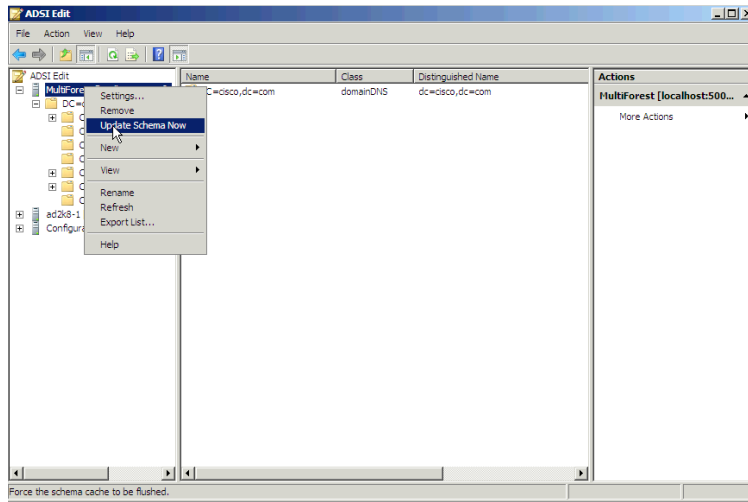 ADSI Edit
File Action View Help
ADSI Edit
MultiFore
DC=c
ad2k8-1
Configura
Settings...
Remove
Update Schema Now
New
View
Rename
Refresh
Export List...
Help
Name Class Distinguished Name
C=cisco,dc=com domainDNS dc=cisco,dc=com
Actions
MultiForest [localhost:500...
More Actions
Force the schema cache to be flushed.